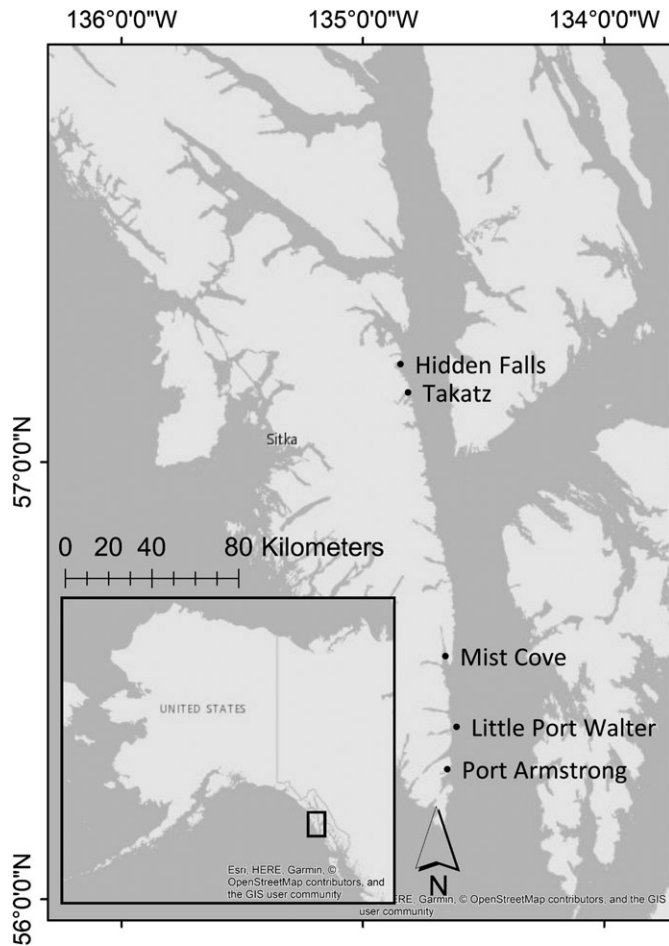 136°0'0"W
135°0'0"W
134°0'0"W
Hidden Falls
Takatz
Sitka
57°0'0"N
0 20 40 80 Kilometers
Mist Cove
UNITED STATES
Little Port Walter
Port Armstrong
Esri, HERE, Garmin, ©
OpenStreetMap contributors, and
the GIS user community
N
ERE, Garmin, © OpenStreetMap contributors, and the GIS
user community
56°0'0"N